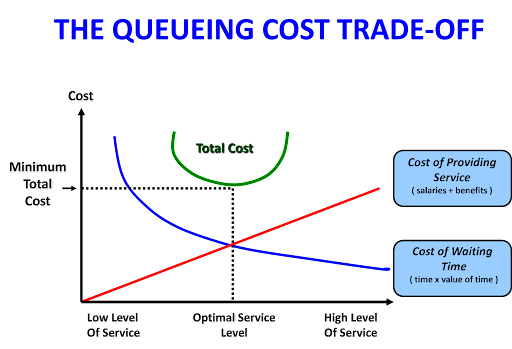 THE QUEUEING COST TRADE-OFF
Cost
Total Cost
Minimum
Total
Cost
Cost of Providing
Service
( salaries + benefits )
Cost of Waiting
Time
( time x value of time )
Low Level
Of Service
Optimal Service
Level
High Level
Of Service